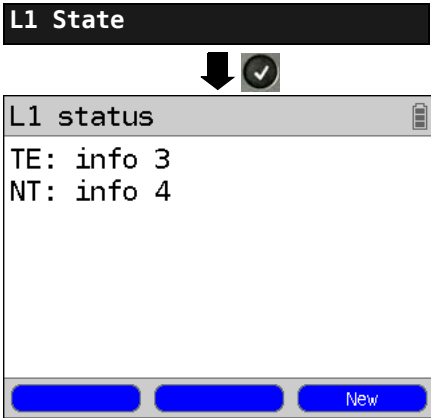 L1 State
L1 status
TE: info 3
NT: info 4
New